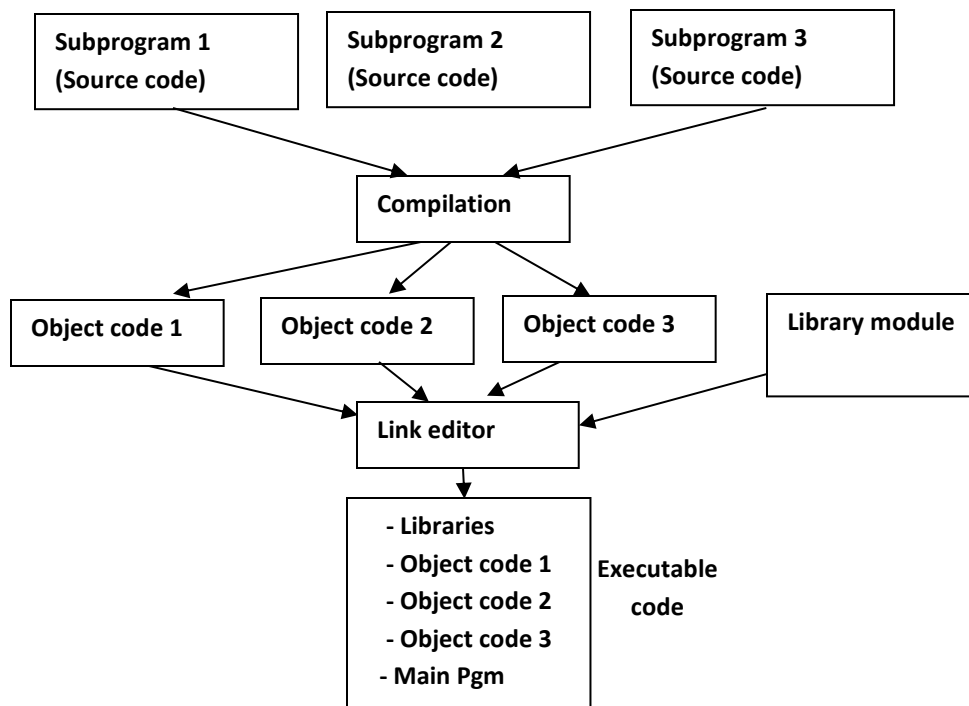 Subprogram 1
(Source code)
Subprogram 2
(Source code)
Subprogram 3
(Source code)
Compilation
Object code 1
Object code 2
Object code 3
Library module
Link editor
- Libraries
- Object code 1
- Object code 2
- Object code 3
- Main Pgm
Executable
code